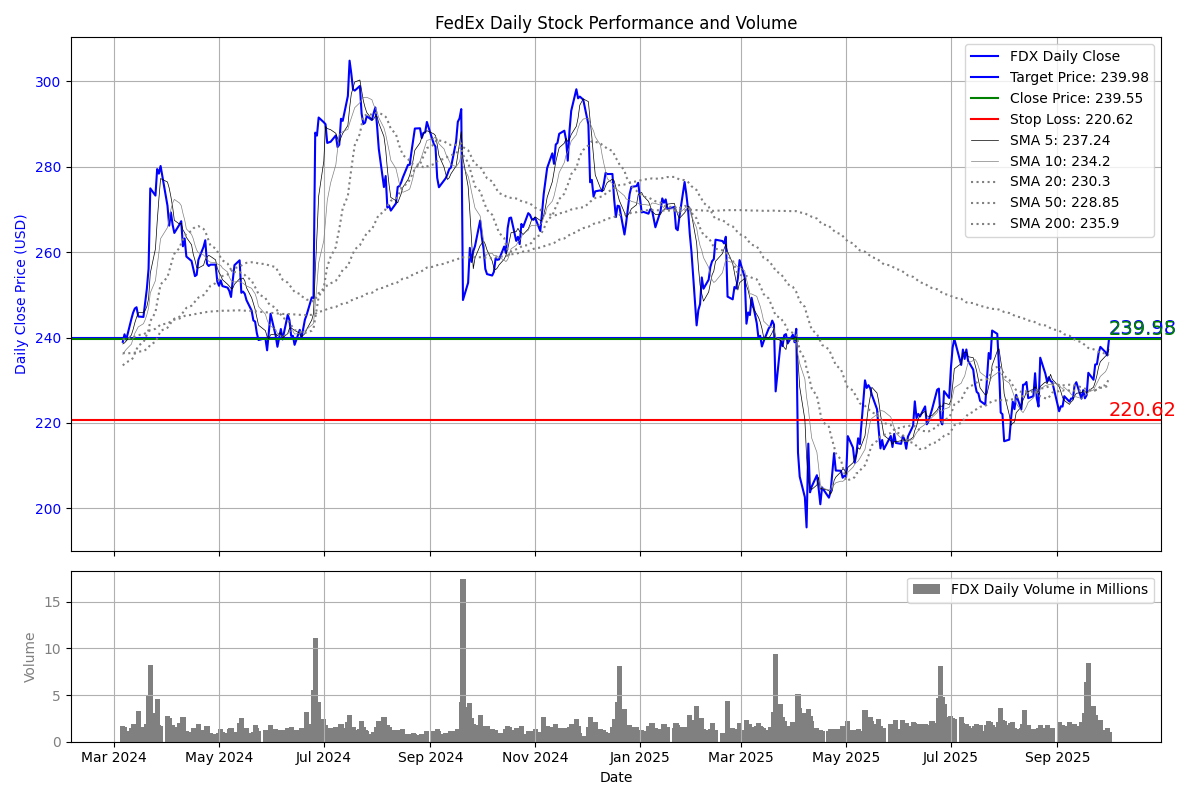 FedEx Daily Stock Performance and Volume
Daily Close Price (USD)
300
280
260
240
220
200
FDX Daily Close
Target Price: 239.98
Close Price: 239.55
Stop Loss: 220.62
SMA 5: 237.24
SMA 10: 234.2
SMA 20: 230.3
SMA 50: 228.85
SMA 200: 235.9
239.98
220.62
Volume
15
10
5
0
FDX Daily Volume in Millions
Mar 2024
May 2024
Jul 2024
Sep 2024
Nov 2024
Jan 2025
Mar 2025
May 2025
Jul 2025
Sep 2025
Date